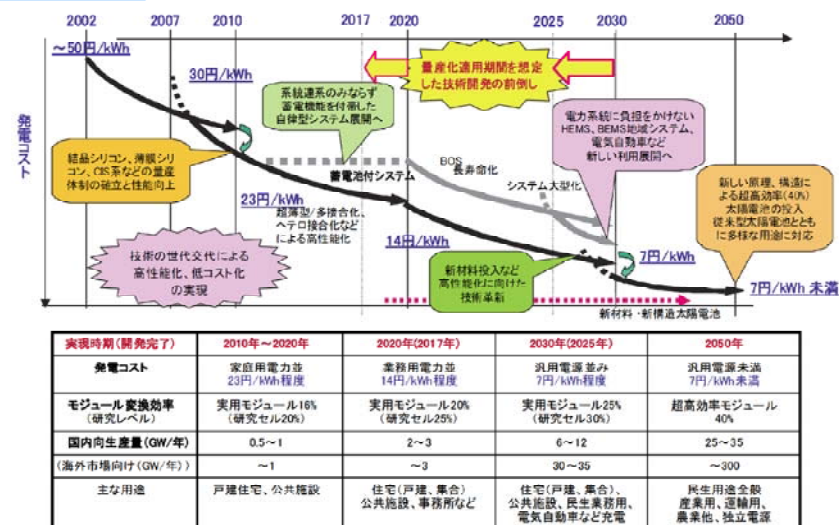 2002 2007 2010 2017 2020 2025 2030 2050
～50円/kWh
30円/kWh
量産化適用期間を想定
した技術開発の前倒し
系統連系のみならず
蓄電機能を付帯した
自律型システム展開へ
電力系統に負担をかけない
HEMS、BEMS地域システム、
電気自動車など
新しい利用展開へ
発電コスト
結晶シリコン、薄膜シリ
コン、CIS系などの量産
体制の確立と性能向上
BOS
長寿命化
蓄電池付システム
システム大型化
新しい原理、構造に
よる超高効率(40%)
太陽電池の投入
従来型太陽電池ととも
に多様な用途に対応
23円/kWh
超薄型/多接合化、
ヘテロ接合化など
による高性能化
技術の世代交代による
高性能化、低コスト化
の実現
14円/kWh
新材料投入など
高性能化に向けた
技術革新
7円/kWh
7円/kWh 未満
新材料・新構造太陽電池
実現時期(開発完了) 2010年～2020年 2020年(2017年) 2030年(2025年) 2050年
発電コスト 家庭用電力並 業務用電力並 汎用電源並み 汎用電源未満
23円/kWh程度 14円/kWh程度 7円/kWh程度 7円/kWh未満
モジュール変換効率 実用モジュール16% 実用モジュール20% 実用モジュール25% 超高効率モジュール
(研究レベル) (研究セル20%) (研究セル25%) (研究セル30%) 40%
国内向生産量(GW/年) 0.5～1 2～3 6～12 25～35
(海外市場向け(GW/年)) ～1 ～3 30～35 ～300
主な用途 戸建住宅、公共施設 住宅(戸建、集合) 住宅(戸建、集合)、 民生用途全般
公共施設、事務所など 公共施設、民生業務用、 産業用、運輸用、
電気自動車など充電 農業他、独立電源